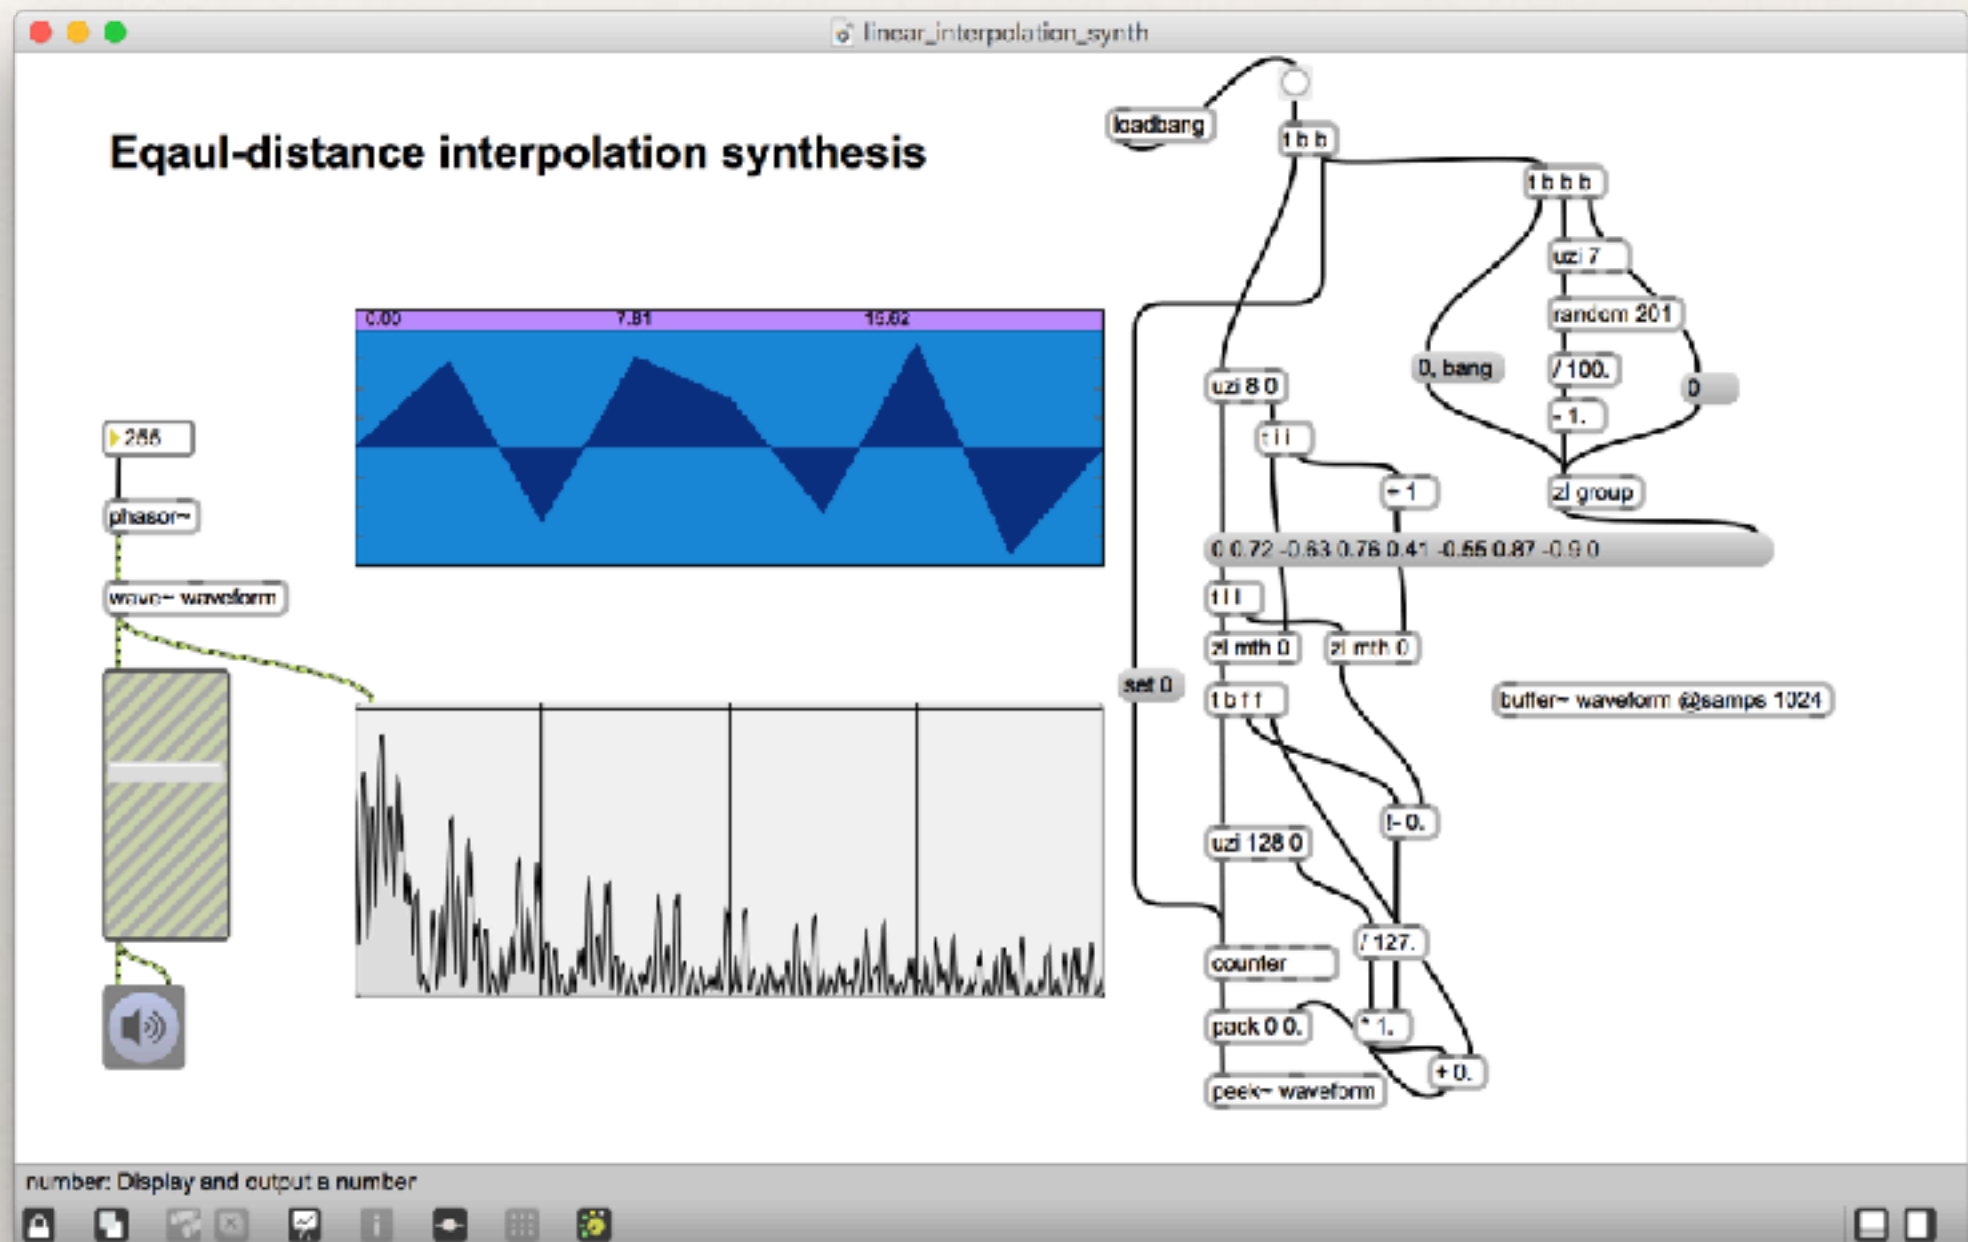 linear_interpolation_synth
Eqaul-distance interpolation synthesis
loadbang
t b b
t b b b
uzi 7
random 201
/ 100.
- 1.
0, bang
0
zl group
0.00 7.81 15.62
uzi 8 0
t i i
+ 1
0 0.72 -0.63 0.76 0.41 -0.55 0.87 -0.9 0
t l l
zl mth 0
zl mth 0
set 0
t b f f
buffer~ waveform @samps 1024
phasor~
wave~ waveform
!- 0.
uzi 128 0
/ 127.
counter
pack 0 0.
* 1.
+ 0.
peek~ waveform
number: Display and output a number